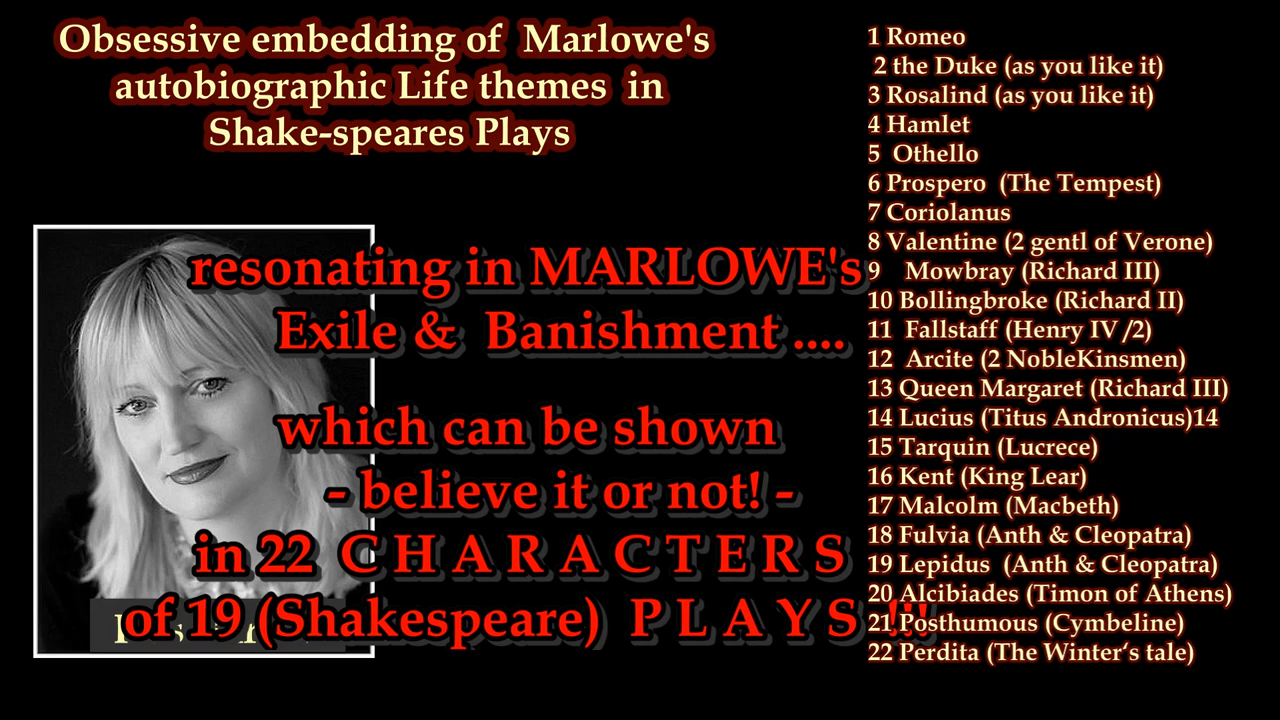 Obsessive embedding of Marlowe's
autobiographic Life themes in
Shake-speares Plays
resonating in MARLOWE's
Exile & Banishment ....
which can be shown
- believe it or not! -
in 22 C H A R A C T E R S
of 19 (Shakespeare) P L A Y S !!!
1 Romeo
2 the Duke (as you like it)
3 Rosalind (as you like it)
4 Hamlet
5 Othello
6 Prospero (The Tempest)
7 Coriolanus
8 Valentine (2 gentl of Verone)
9 Mowbray (Richard III)
10 Bollingbroke (Richard II)
11 Fallstaff (Henry IV /2)
12 Arcite (2 NobleKinsmen)
13 Queen Margaret (Richard III)
14 Lucius (Titus Andronicus)14
15 Tarquin (Lucrece)
16 Kent (King Lear)
17 Malcolm (Macbeth)
18 Fulvia (Anth & Cleopatra)
19 Lepidus (Anth & Cleopatra)
20 Alcibiades (Timon of Athens)
21 Posthumous (Cymbeline)
22 Perdita (The Winter‘s tale)